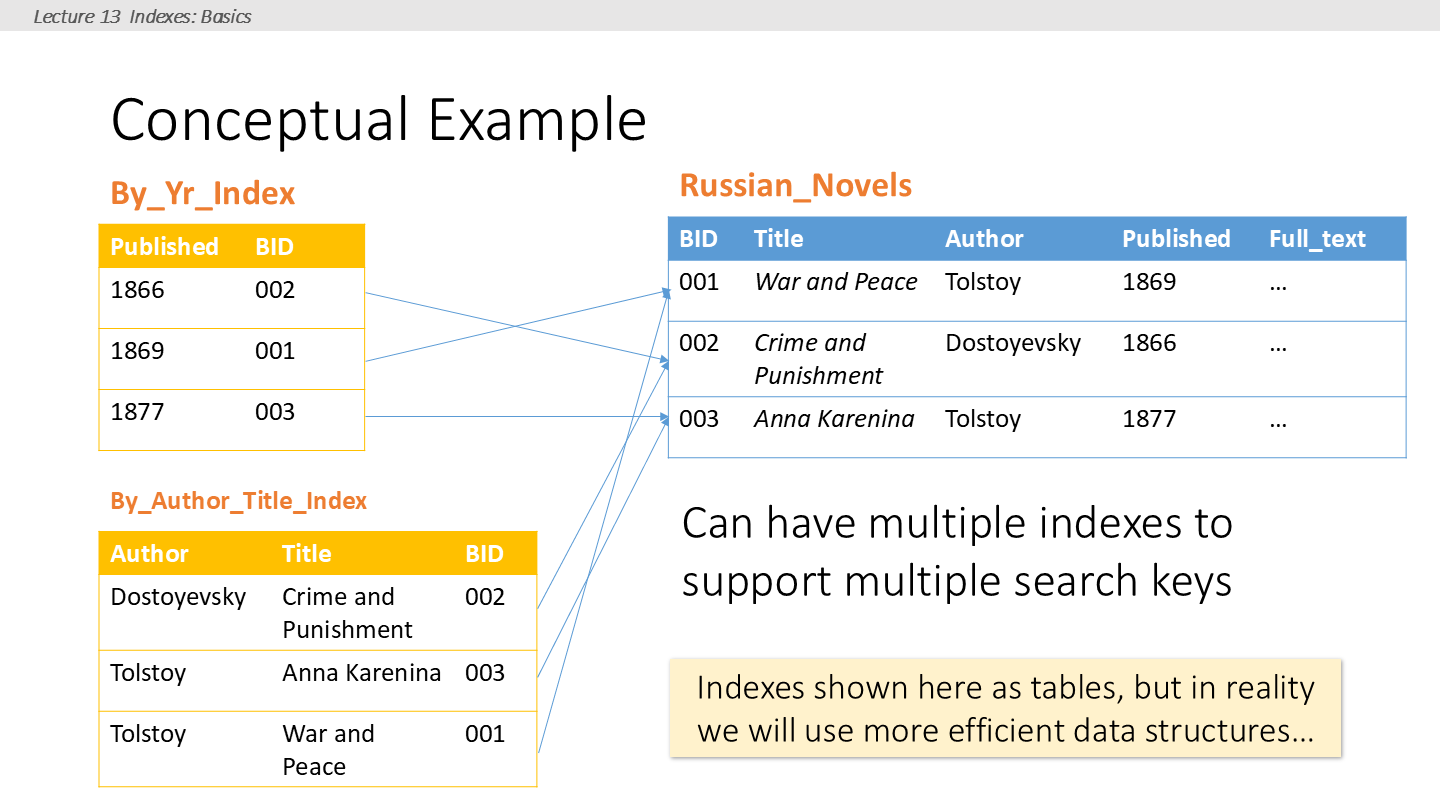 Lecture 13 Indexes: Basics
Conceptual Example
By_Yr_Index
Published BID
1866 002
1869 001
1877 003
Russian_Novels
BID Title Author Published Full_text
001 War and Peace Tolstoy 1869 ...
002 Crime and Dostoyevsky 1866 ...
Punishment
003 Anna Karenina Tolstoy 1877 ...
By_Author_Title_Index
Author Title BID
Dostoyevsky Crime and 002
Punishment
Tolstoy Anna Karenina 003
Tolstoy War and 001
Peace
Can have multiple indexes to
support multiple search keys
Indexes shown here as tables, but in reality
we will use more efficient data structures...